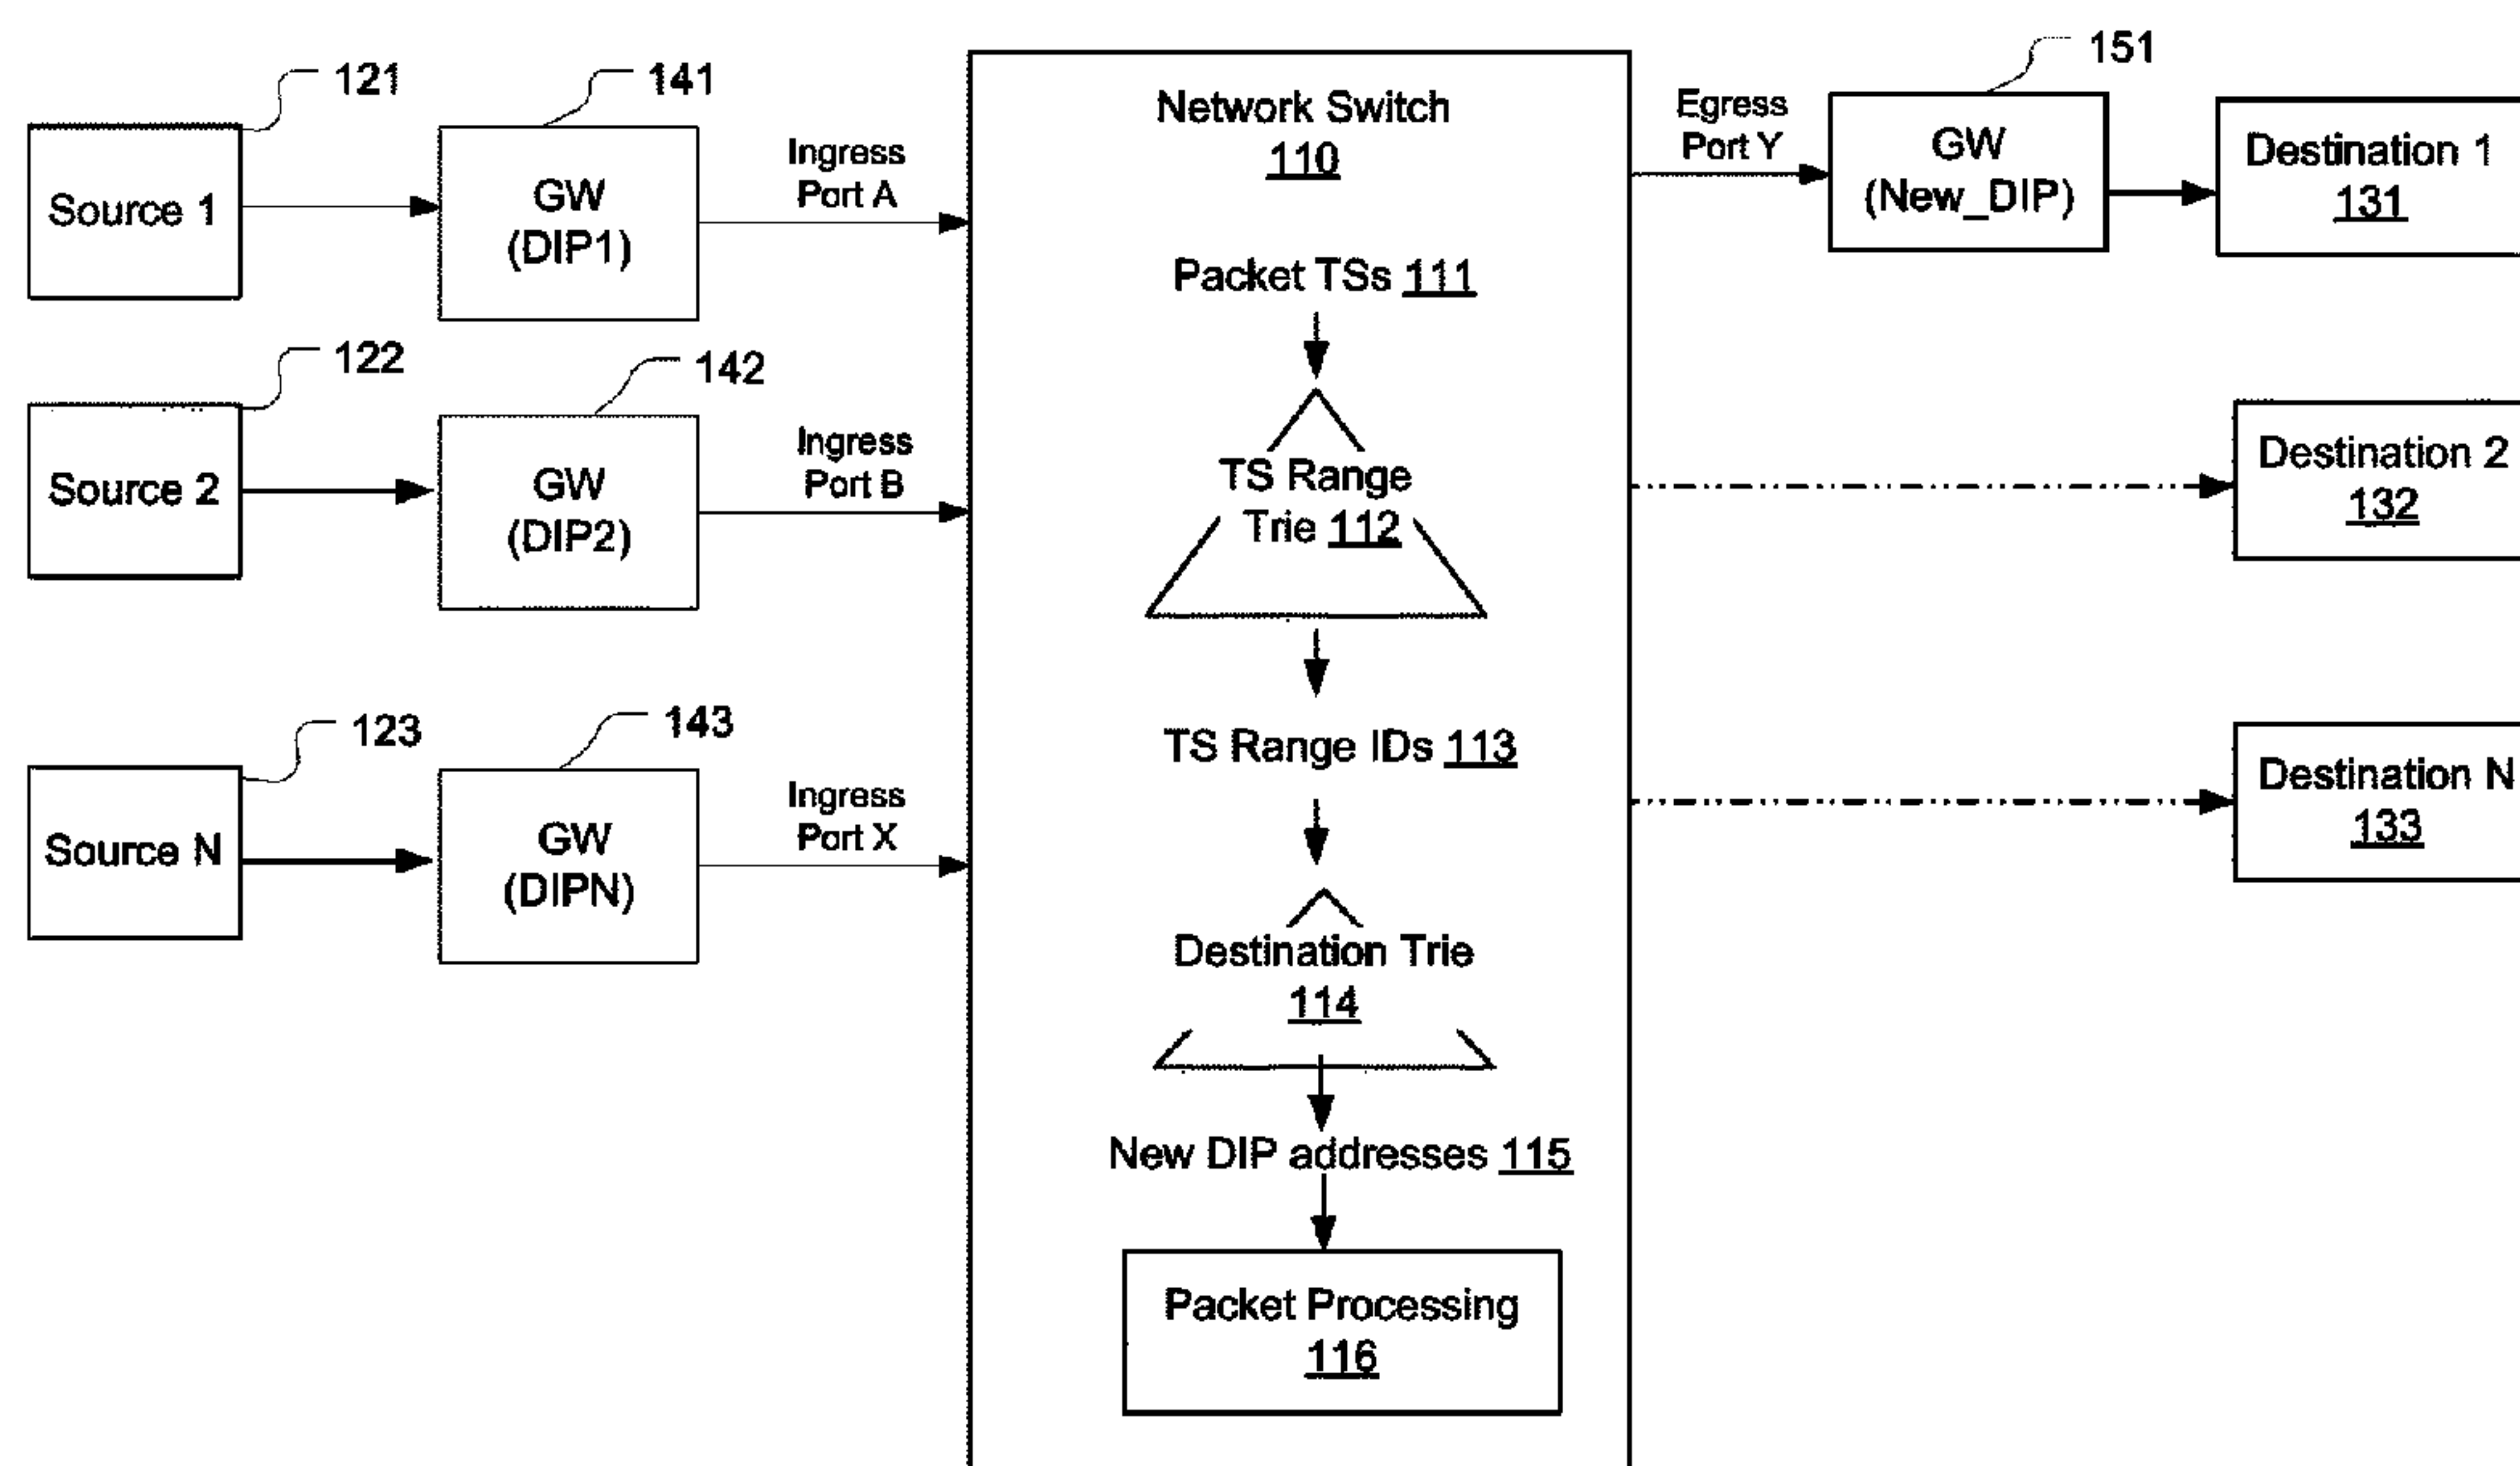 121
Source 1
141
GW
(DIP1)
Ingress
Port A
122
Source 2
142
GW
(DIP2)
Ingress
Port B
123
Source N
143
GW
(DIPN)
Ingress
Port X
Network Switch
110
Packet TSs 111
TS Range
Trie 112
TS Range IDs 113
Destination Trie
114
New DIP addresses 115
Packet Processing
116
Egress
Port Y
151
GW
(New_DIP)
Destination 1
131
Destination 2
132
Destination N
133